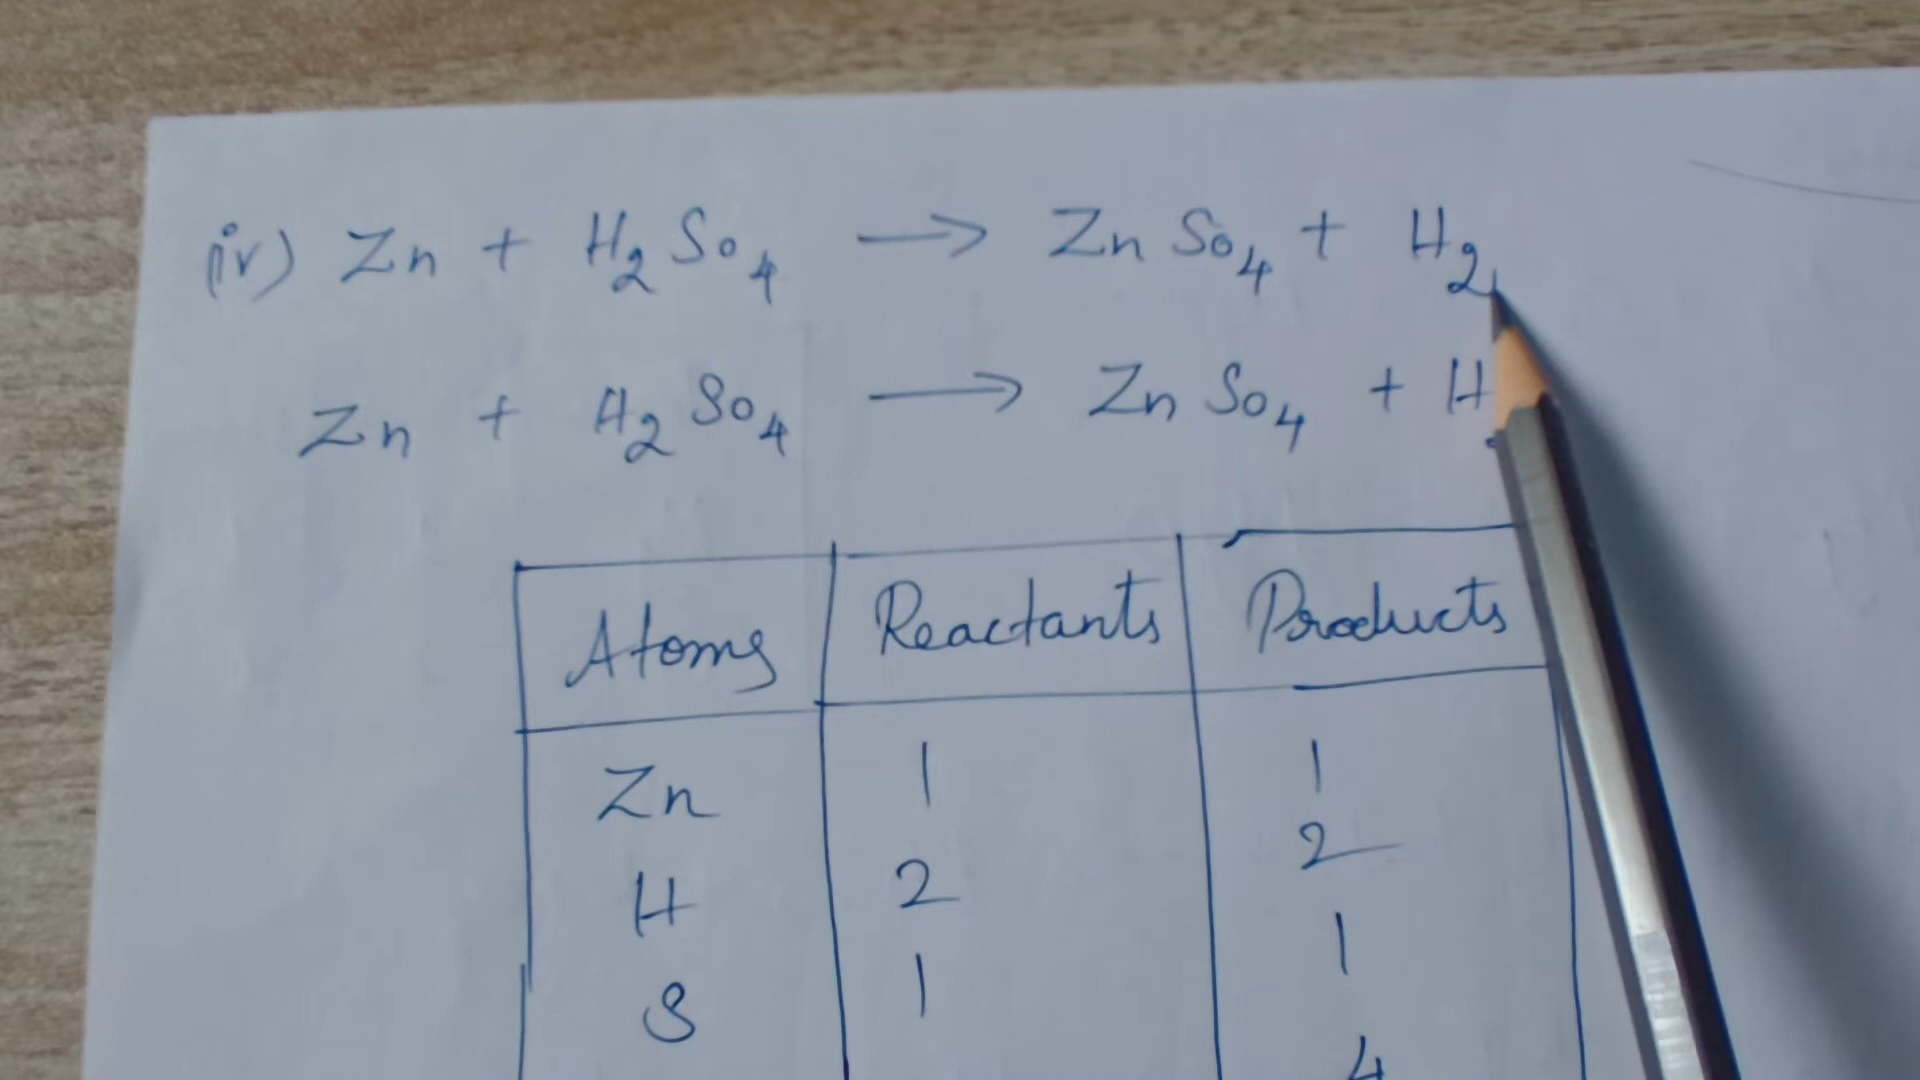 iv) Zn + H2So4 → ZnSo4 + H2
Zn + H2So4 → ZnSo4 + H
Atoms Reactants Products
Zn 1 1
H 2 2
S 1 1
4